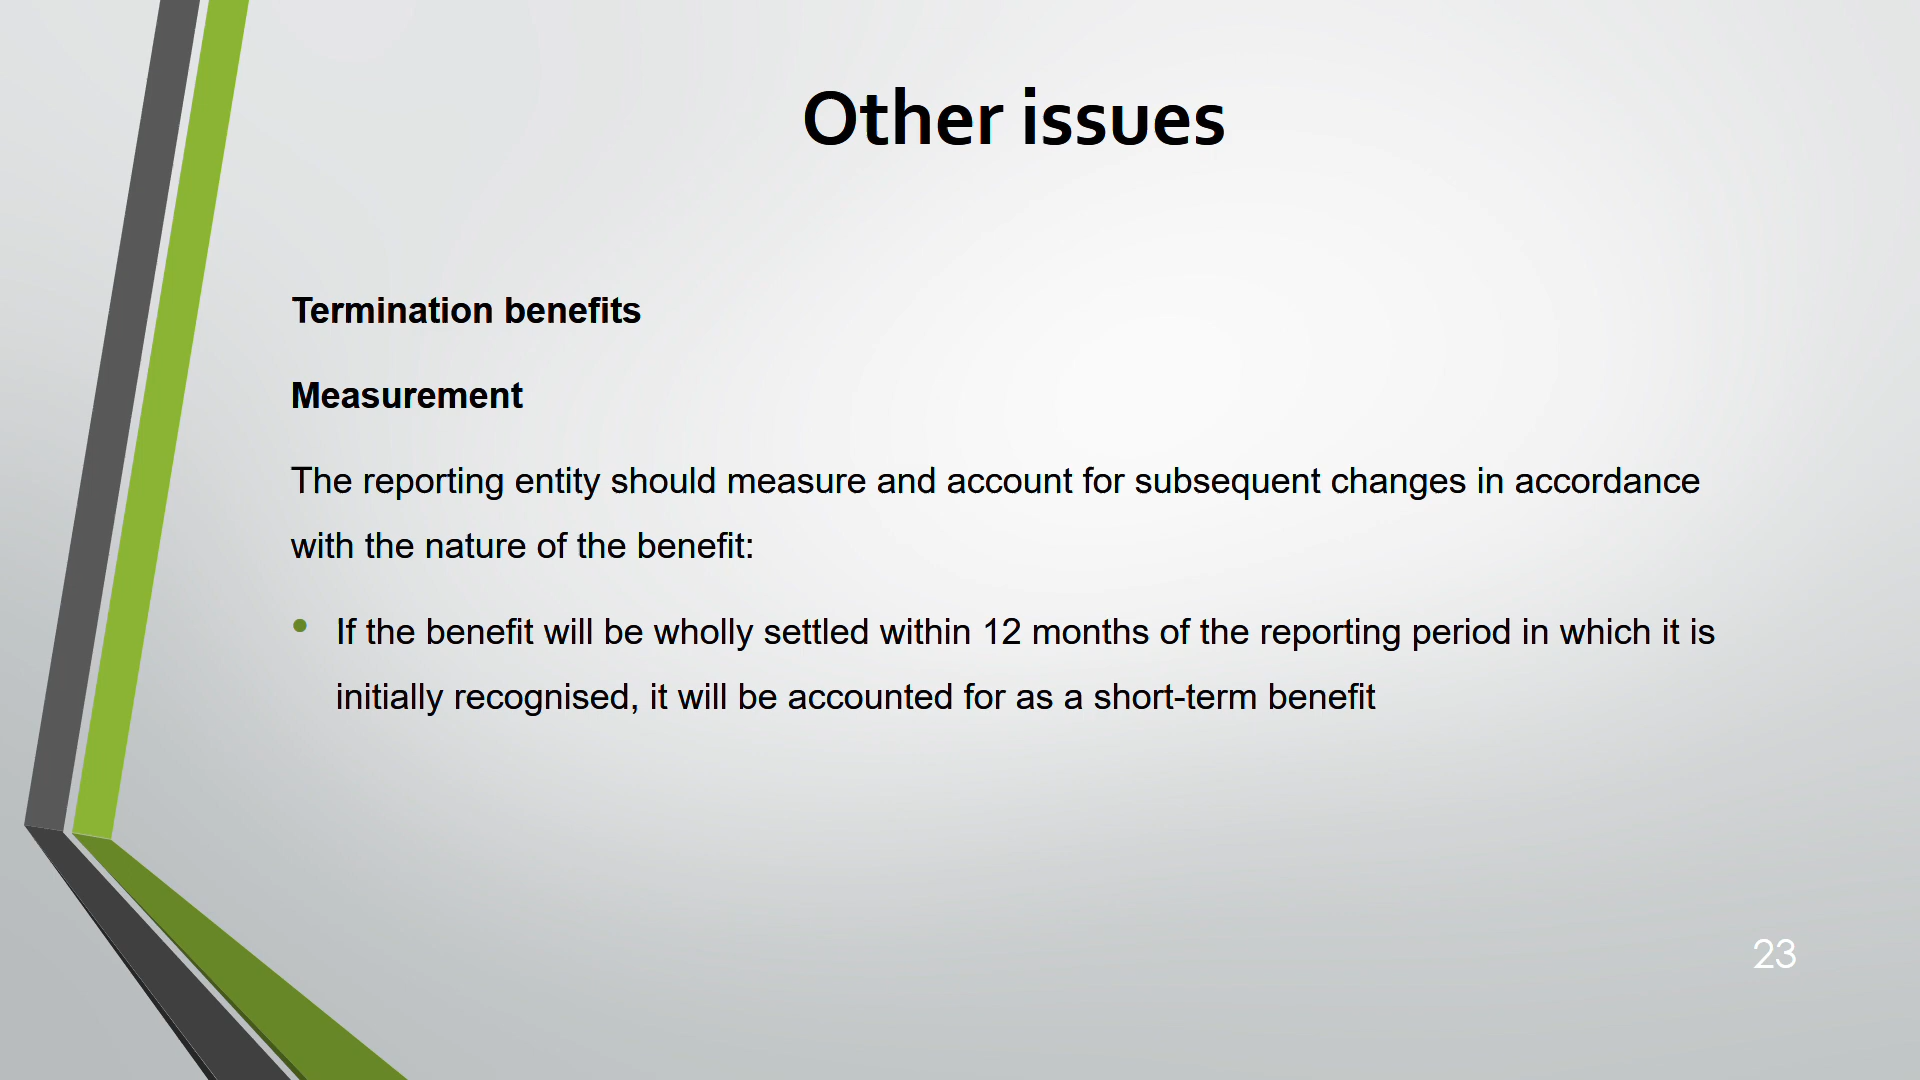 Other issues
Termination benefits
Measurement
The reporting entity should measure and account for subsequent changes in accordance
with the nature of the benefit:
• If the benefit will be wholly settled within 12 months of the reporting period in which it is
initially recognised, it will be accounted for as a short-term benefit
23